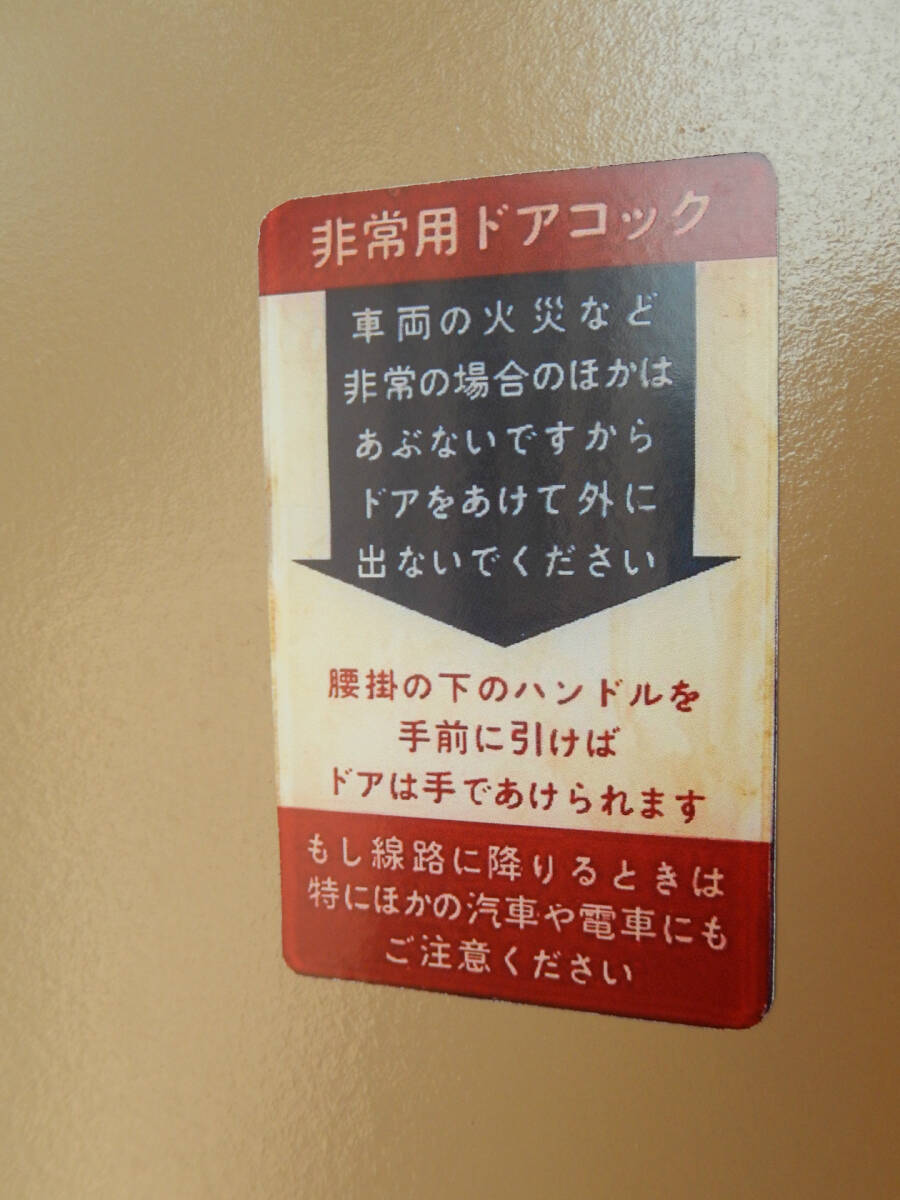 非常用ドアコック
車両の火災など
非常の場合のほかは
あぶないですから
ドアをあけて外に
出ないでください
腰掛の下のハンドルを
手前に引けば
ドアは手であけられます
もし線路に降りるときは
特にほかの汽車や電車にも
ご注意ください